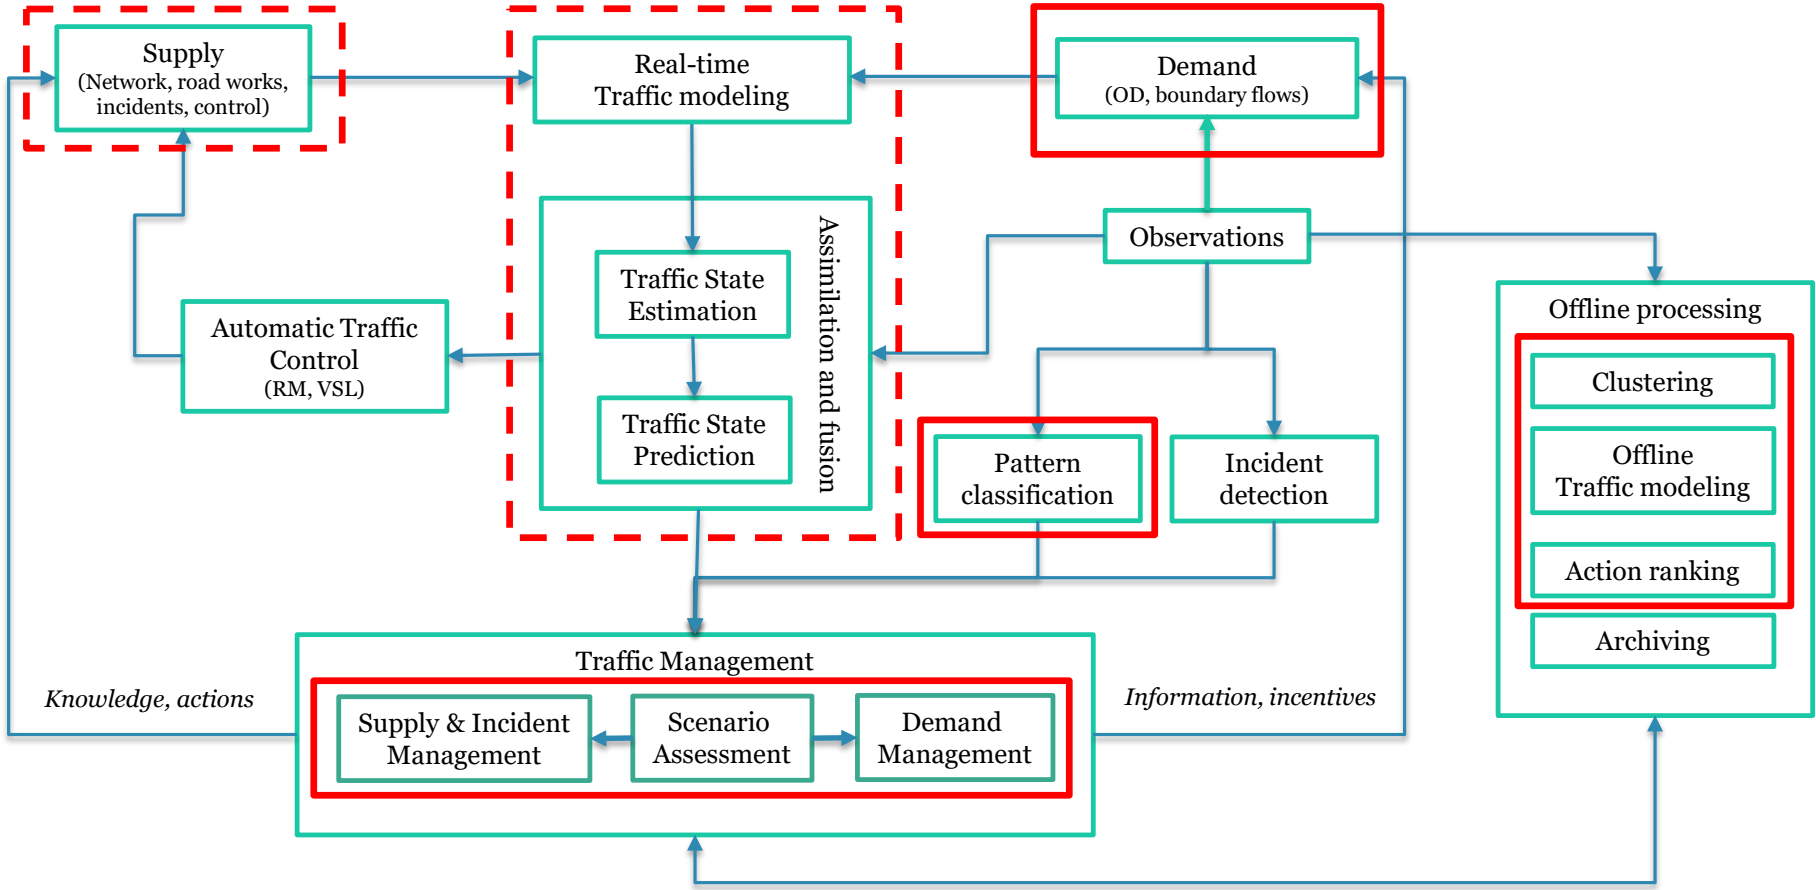 Supply
(Network, road works,
incidents, control)
Real-time
Traffic modeling
Demand
(OD, boundary flows)
Observations
Assimilation and fusion
Traffic State
Estimation
Traffic State
Prediction
Automatic Traffic
Control
(RM, VSL)
Pattern
classification
Incident
detection
Offline processing
Clustering
Offline
Traffic modeling
Action ranking
Archiving
Traffic Management
Knowledge, actions
Information, incentives
Supply & Incident
Management
Scenario
Assessment
Demand
Management